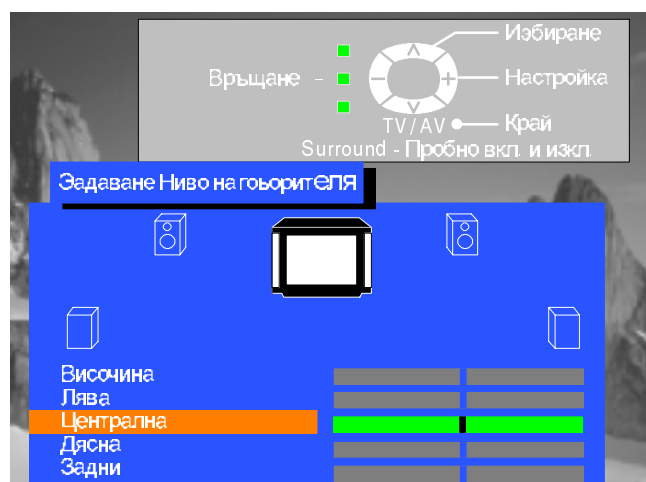 Избиране
Връщане - Настройка
TV/AV Край
Surround - Пробно вкл. и изкл.
Задаване Ниво на гоьорителя
Височина
Лява
Централна
Дясна
Задни